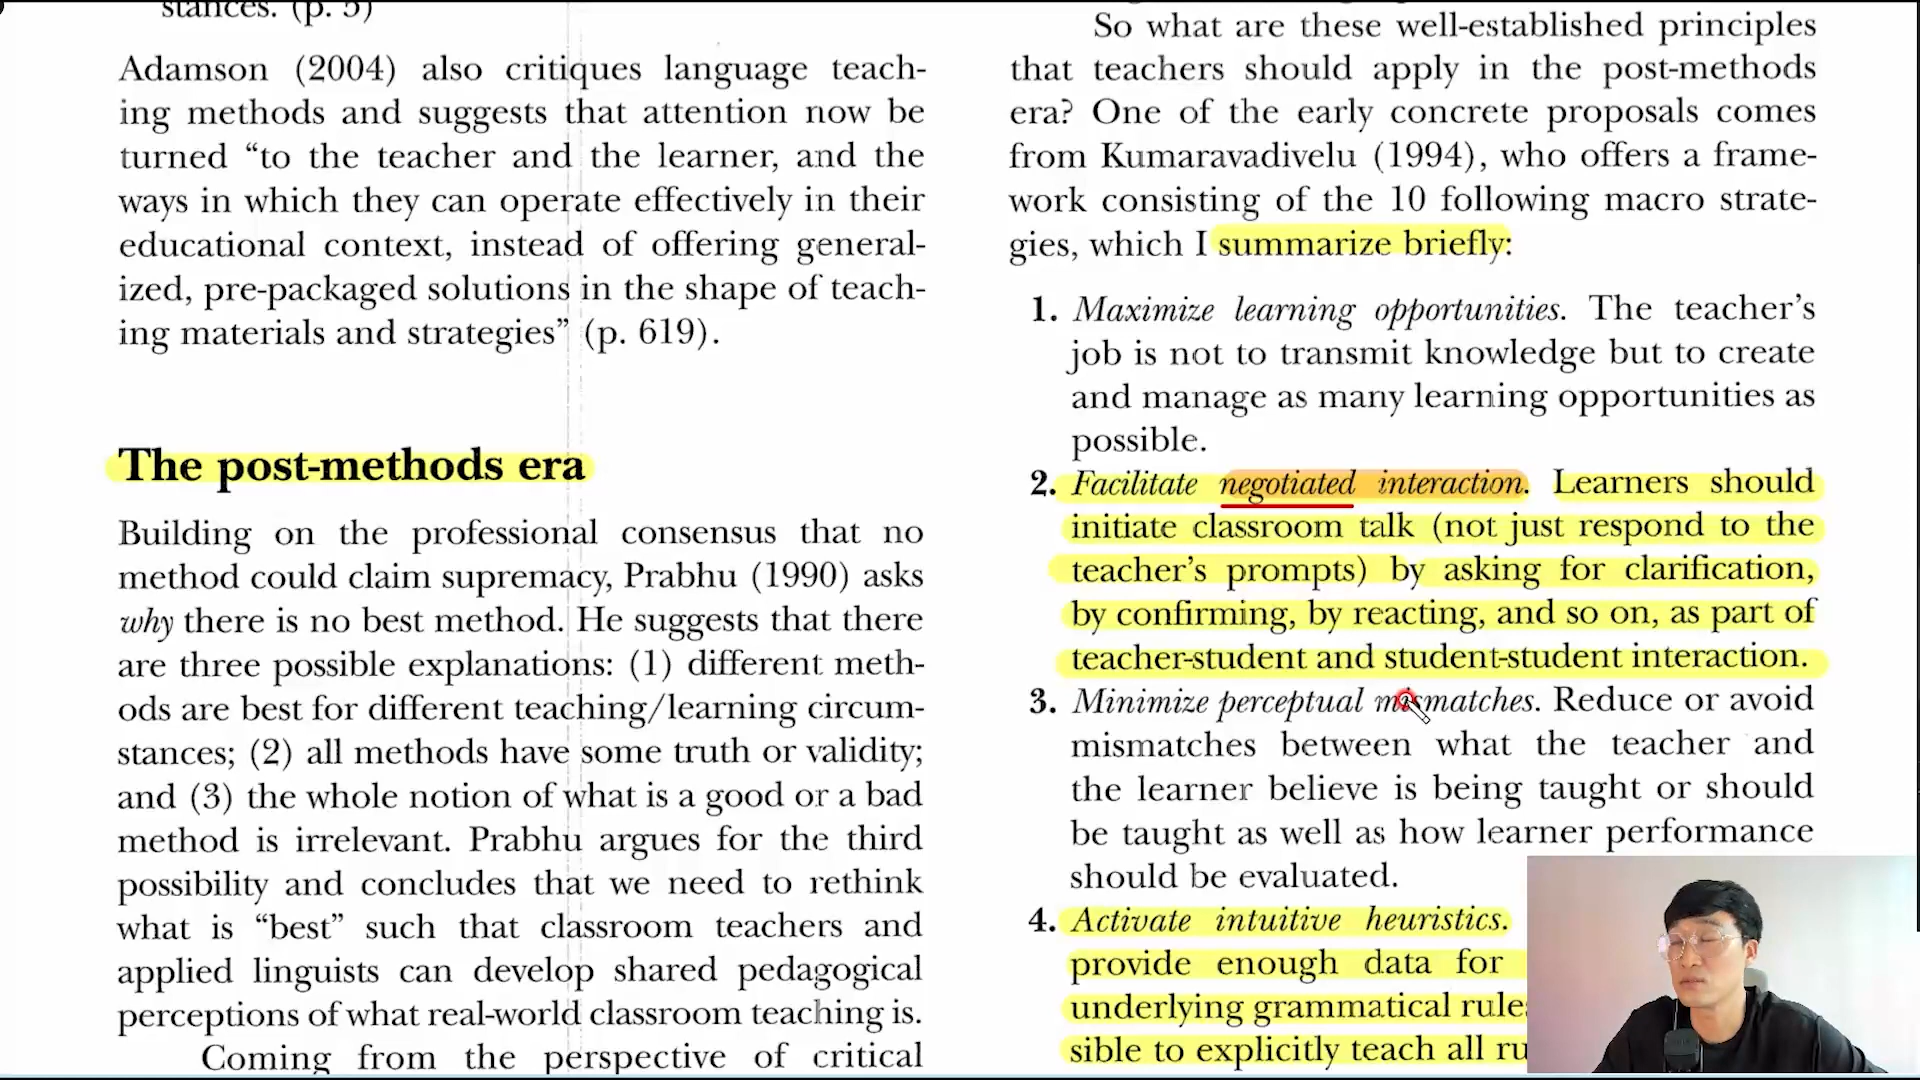 stances. (p. 5)
Adamson (2004) also critiques language teach-
ing methods and suggests that attention now be
turned “to the teacher and the learner, and the
ways in which they can operate effectively in their
educational context, instead of offering general-
ized, pre-packaged solutions in the shape of teach-
ing materials and strategies” (p. 619).
The post-methods era
Building on the professional consensus that no
method could claim supremacy, Prabhu (1990) asks
why there is no best method. He suggests that there
are three possible explanations: (1) different meth-
ods are best for different teaching/learning circum-
stances; (2) all methods have some truth or validity;
and (3) the whole notion of what is a good or a bad
method is irrelevant. Prabhu argues for the third
possibility and concludes that we need to rethink
what is “best” such that classroom teachers and
applied linguists can develop shared pedagogical
perceptions of what real-world classroom teaching is.
Coming from the perspective of critical
So what are these well-established principles
that teachers should apply in the post-methods
era? One of the early concrete proposals comes
from Kumaravadivelu (1994), who offers a frame-
work consisting of the 10 following macro strate-
gies, which I summarize briefly:
1. Maximize learning opportunities. The teacher’s
job is not to transmit knowledge but to create
and manage as many learning opportunities as
possible.
2. Facilitate negotiated interaction. Learners should
initiate classroom talk (not just respond to the
teacher’s prompts) by asking for clarification,
by confirming, by reacting, and so on, as part of
teacher-student and student-student interaction.
3. Minimize perceptual mismatches. Reduce or avoid
mismatches between what the teacher and
the learner believe is being taught or should
be taught as well as how learner performance
should be evaluated.
4. Activate intuitive heuristics.
provide enough data for
underlying grammatical rules
sible to explicitly teach all ru